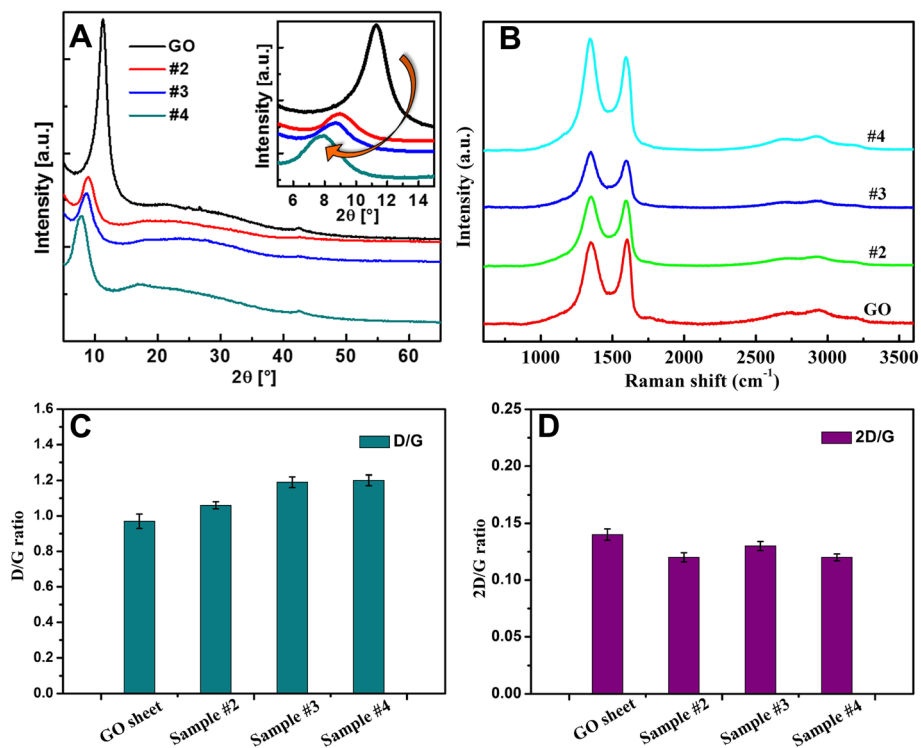 A
GO
#2
#3
#4
Intensity [a.u.]
2θ [°]
10 20 30 40 50 60
Intensity [a.u.]
2θ [°]
6 8 10 12 14
B
#4
#3
#2
GO
Intensity (a.u.)
1000 1500 2000 2500 3000 3500
Raman shift (cm⁻¹)
C
D/G
D/G ratio
1.6
1.4
1.2
1.0
0.8
0.6
0.4
0.2
0.0
GO sheet Sample #2 Sample #3 Sample #4
D
2D/G
2D/G ratio
0.25
0.20
0.15
0.10
0.05
0.00
GO sheet Sample #2 Sample #3 Sample #4